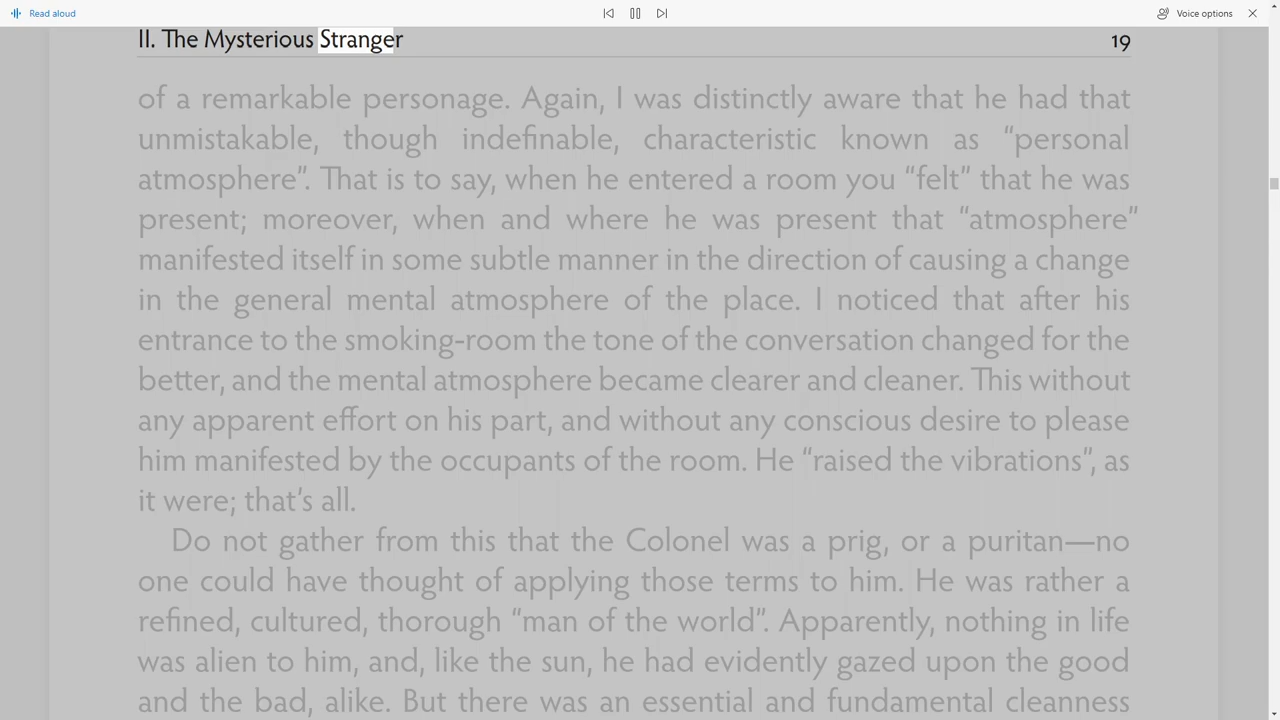 Read aloud
Voice options
II. The Mysterious Stranger 19
of a remarkable personage. Again, I was distinctly aware that he had that
unmistakable, though indefinable, characteristic known as “personal
atmosphere”. That is to say, when he entered a room you “felt” that he was
present; moreover, when and where he was present that “atmosphere”
manifested itself in some subtle manner in the direction of causing a change
in the general mental atmosphere of the place. I noticed that after his
entrance to the smoking-room the tone of the conversation changed for the
better, and the mental atmosphere became clearer and cleaner. This without
any apparent effort on his part, and without any conscious desire to please
him manifested by the occupants of the room. He “raised the vibrations”, as
it were; that’s all.
Do not gather from this that the Colonel was a prig, or a puritan—no
one could have thought of applying those terms to him. He was rather a
refined, cultured, thorough “man of the world”. Apparently, nothing in life
was alien to him, and, like the sun, he had evidently gazed upon the good
and the bad, alike. But there was an essential and fundamental cleanness